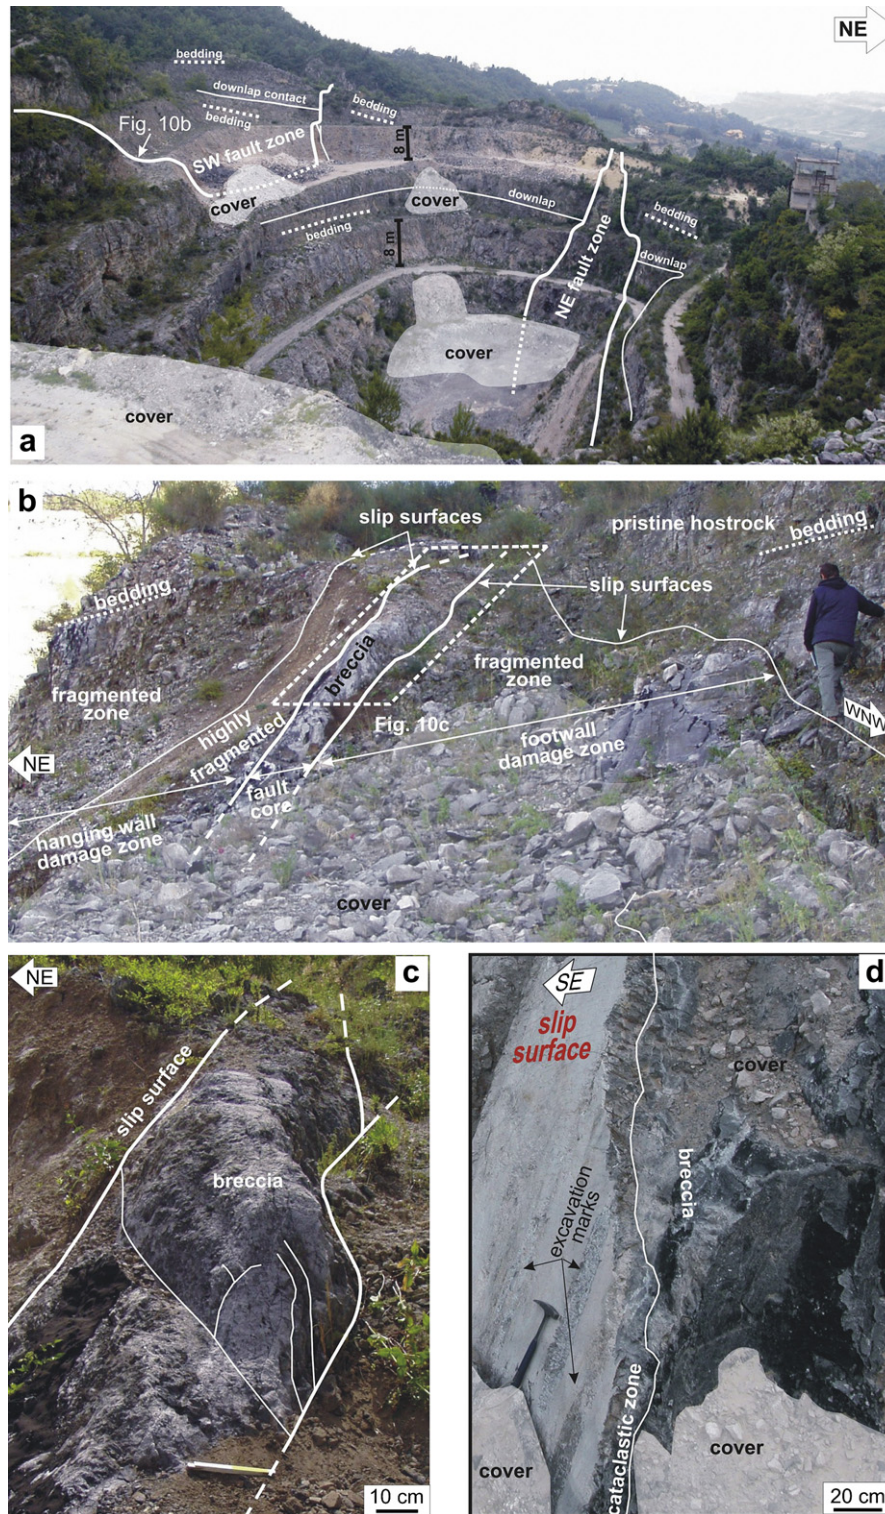 NE
bedding
downlap contact
bedding
bedding
Fig. 10b
SW fault zone
8 m
cover
cover
downlap
bedding
8 m
bedding
NE fault zone
downlap
cover
cover
a
b
slip surfaces
pristine hostrock
bedding
bedding
slip surfaces
breccia
fragmented
zone
fragmented
zone
highly
fragmented
Fig. 10c
WNW
NE
footwall
damage zone
fault
core
hanging wall
damage zone
cover
NE
c
slip surface
breccia
10 cm
SE
d
slip
surface
cover
breccia
excavation
marks
cataclastic zone
cover
cover
20 cm